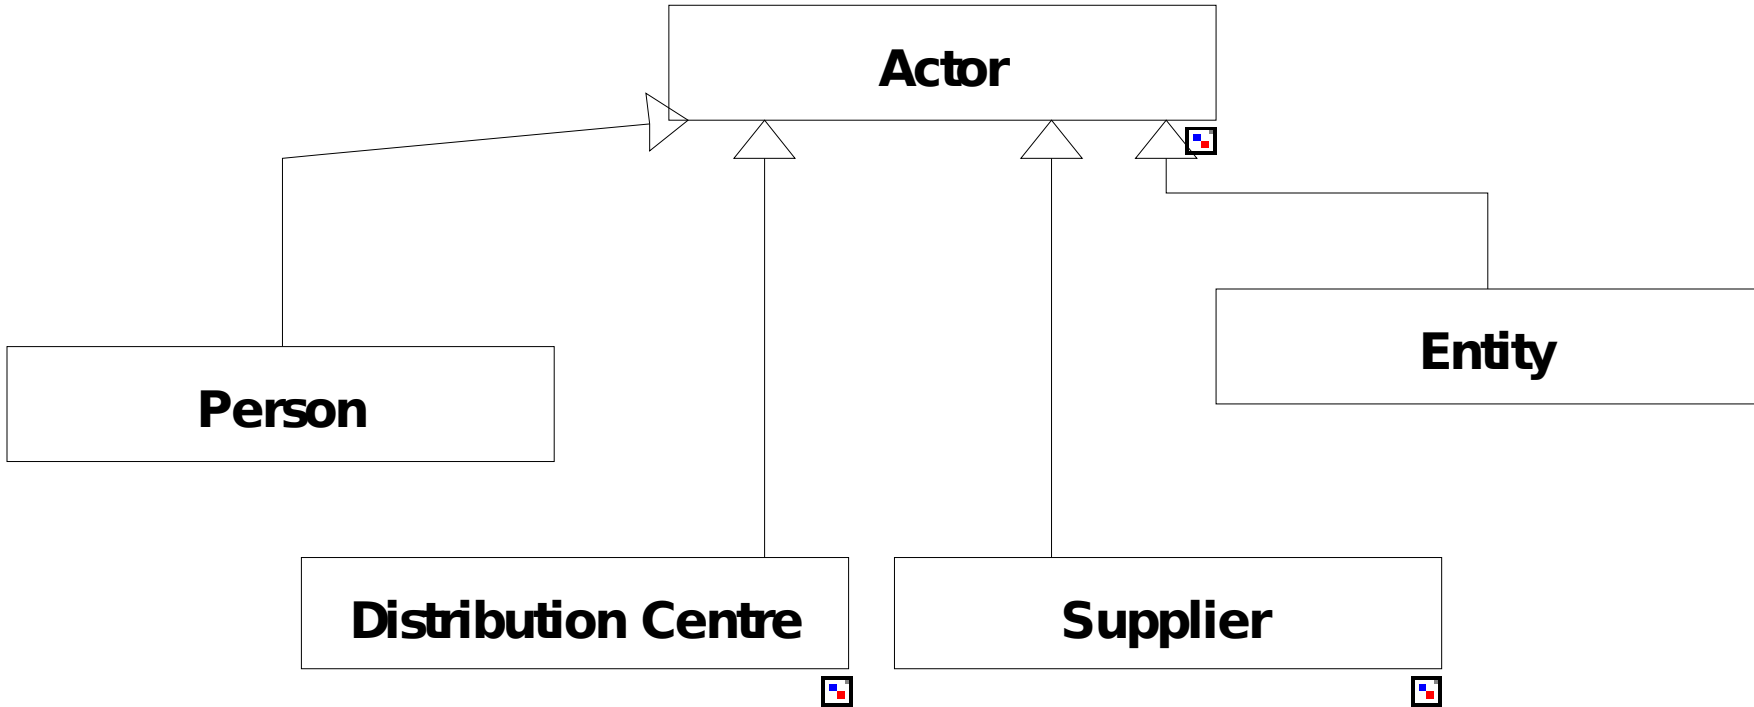 Actor
Entity
Person
Distribution Centre
Supplier